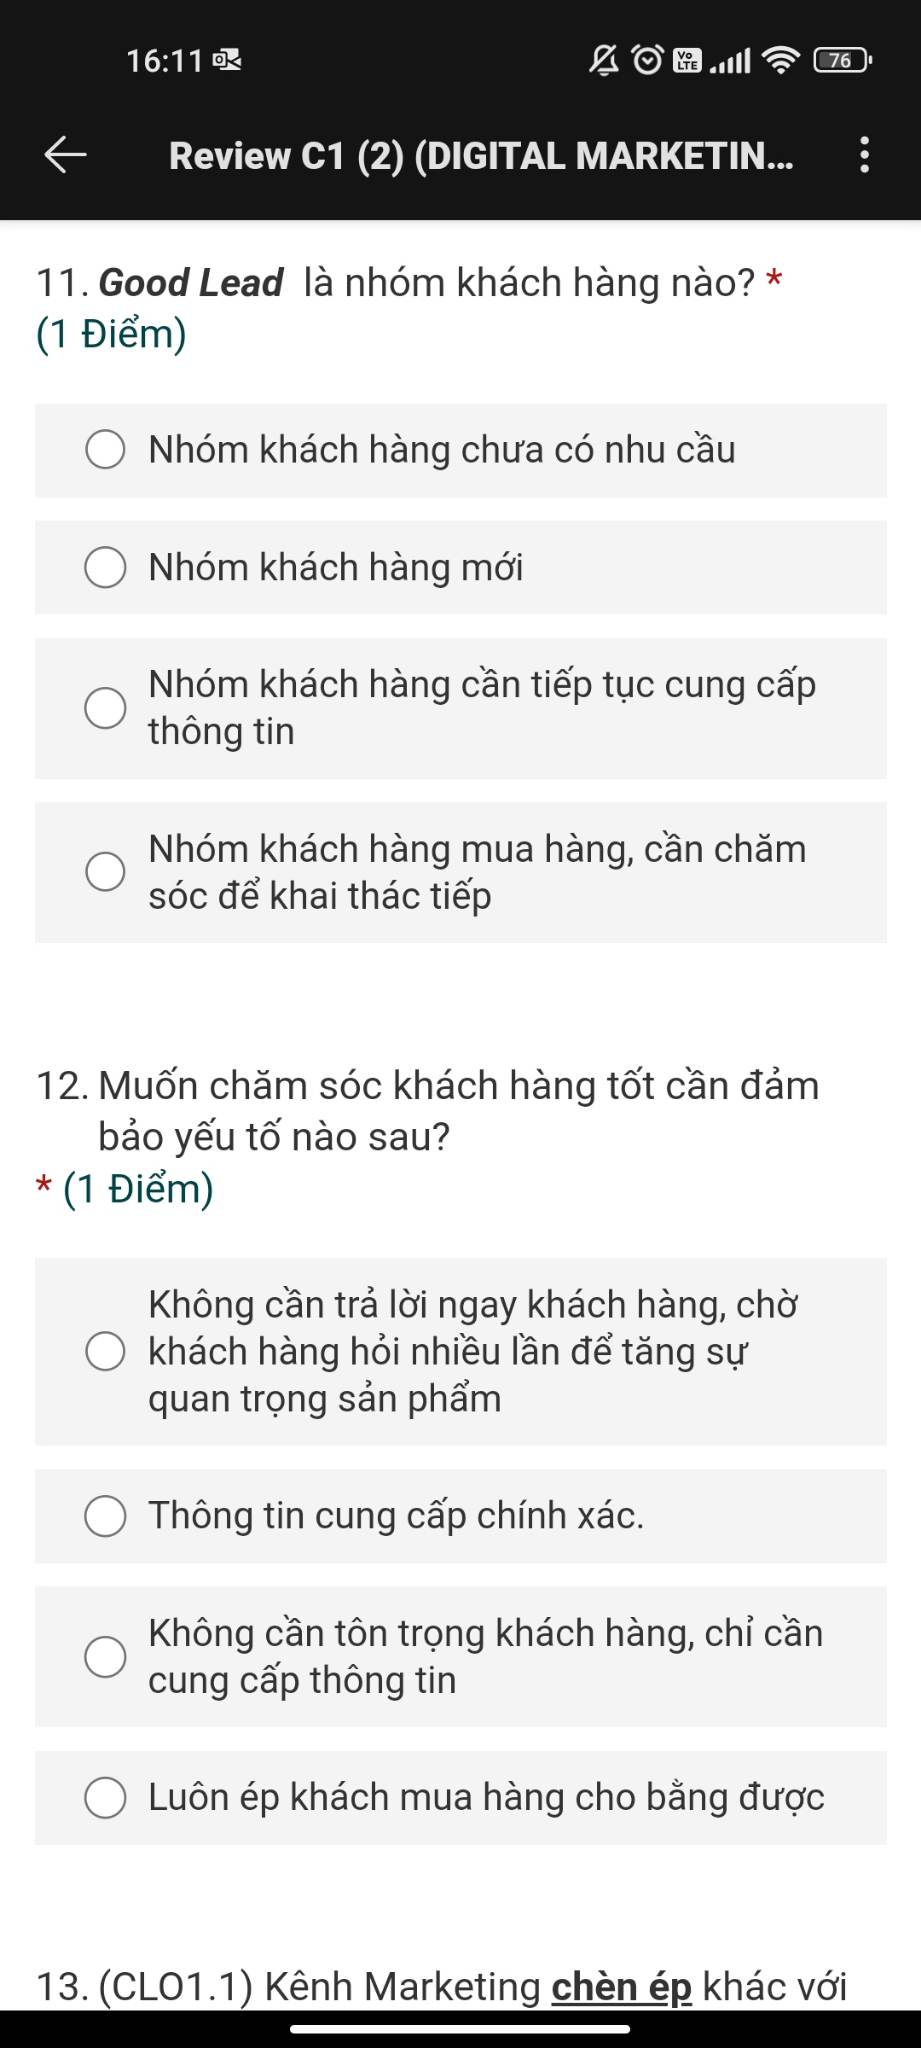 16:11
Vo LTE
76
Review C1 (2) (DIGITAL MARKETIN...
11. Good Lead là nhóm khách hàng nào? *
(1 Điểm)
Nhóm khách hàng chưa có nhu cầu
Nhóm khách hàng mới
Nhóm khách hàng cần tiếp tục cung cấp
thông tin
Nhóm khách hàng mua hàng, cần chăm
sóc để khai thác tiếp
12. Muốn chăm sóc khách hàng tốt cần đảm
bảo yếu tố nào sau?
* (1 Điểm)
Không cần trả lời ngay khách hàng, chờ
khách hàng hỏi nhiều lần để tăng sự
quan trọng sản phẩm
Thông tin cung cấp chính xác.
Không cần tôn trọng khách hàng, chỉ cần
cung cấp thông tin
Luôn ép khách mua hàng cho bằng được
13. (CLO1.1) Kênh Marketing chèn ép khác với